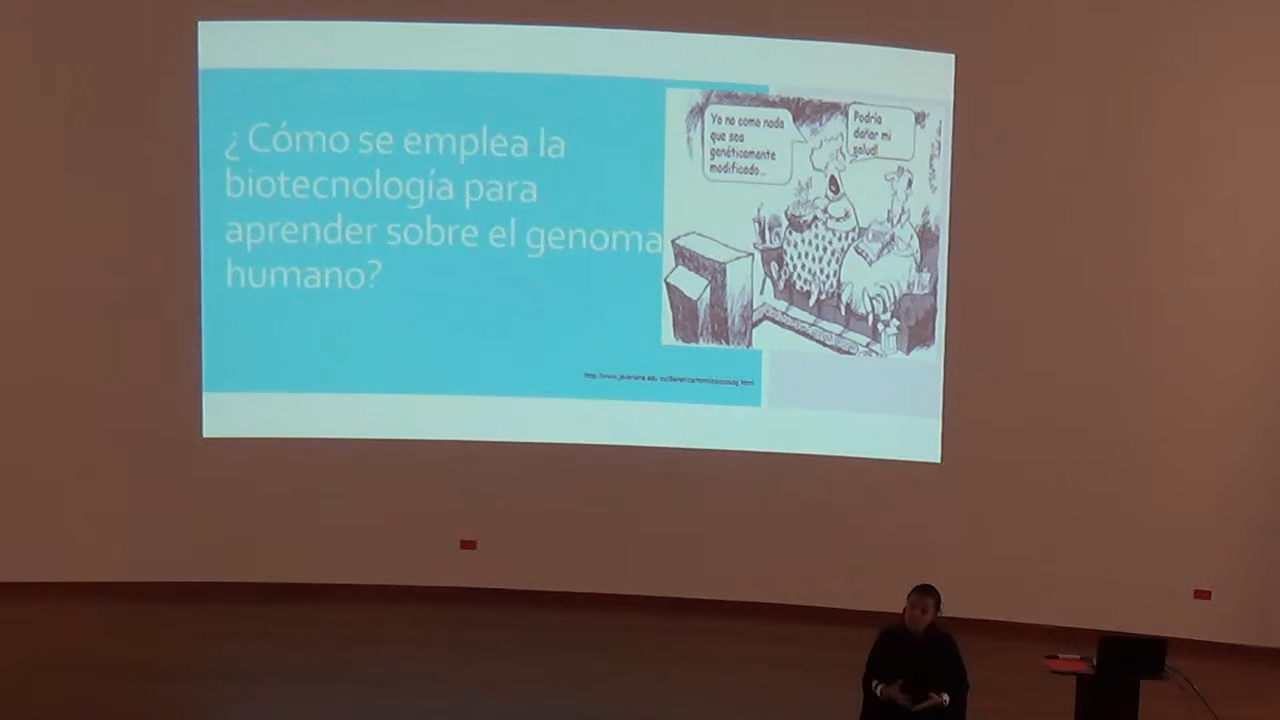 ¿ Cómo se emplea la
biotecnología para
aprender sobre el genoma
humano?
Yo no como nada
que sea
genéticamente
modificado...
Podría
dañar mi
salud!